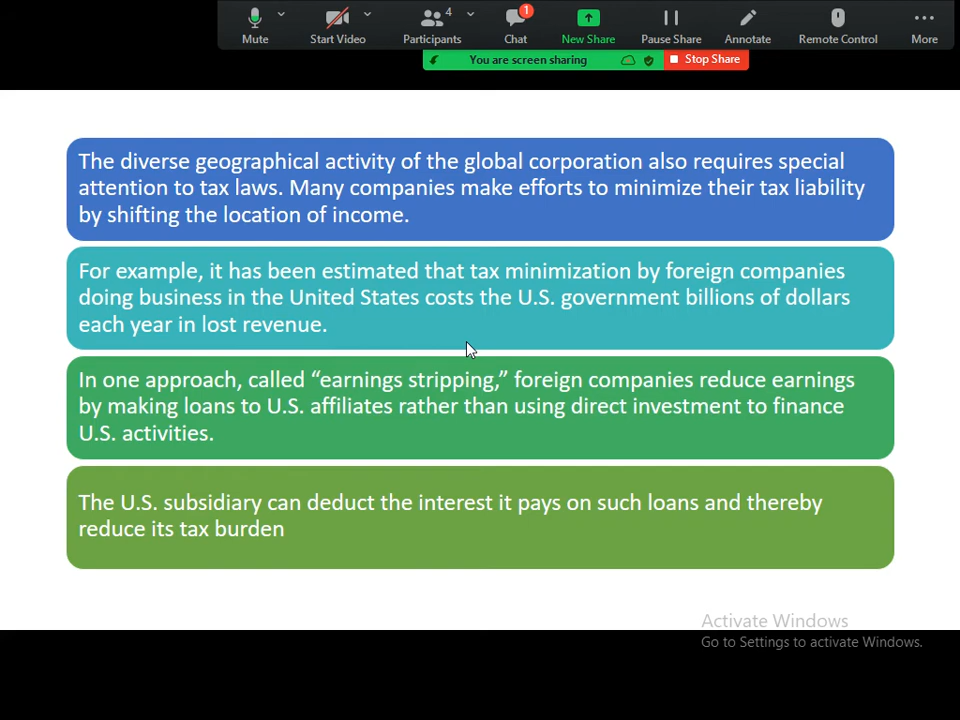 4
1
Mute
Start Video
Participants
Chat
New Share
Pause Share
Annotate
Remote Control
More
You are screen sharing
Stop Share
The diverse geographical activity of the global corporation also requires special
attention to tax laws. Many companies make efforts to minimize their tax liability
by shifting the location of income.
For example, it has been estimated that tax minimization by foreign companies
doing business in the United States costs the U.S. government billions of dollars
each year in lost revenue.
In one approach, called “earnings stripping,” foreign companies reduce earnings
by making loans to U.S. affiliates rather than using direct investment to finance
U.S. activities.
The U.S. subsidiary can deduct the interest it pays on such loans and thereby
reduce its tax burden
Activate Windows
Go to Settings to activate Windows.